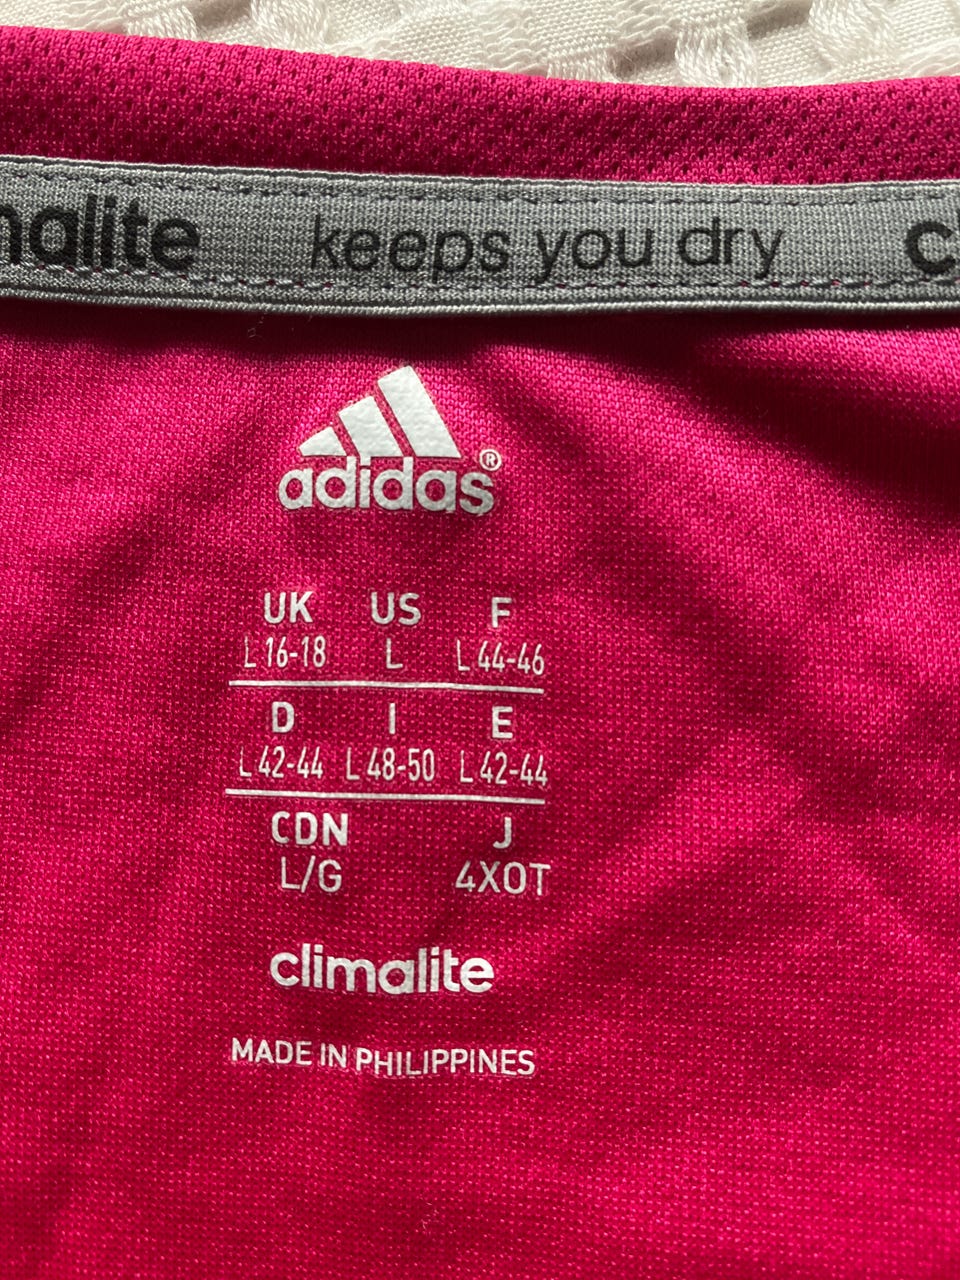 climalite keeps you dry cl
adidas®
UK US F
L 16-18 L L 44-46
D I E
L 42-44 L 48-50 L 42-44
CDN J
L/G 4XOT
climalite
MADE IN PHILIPPINES